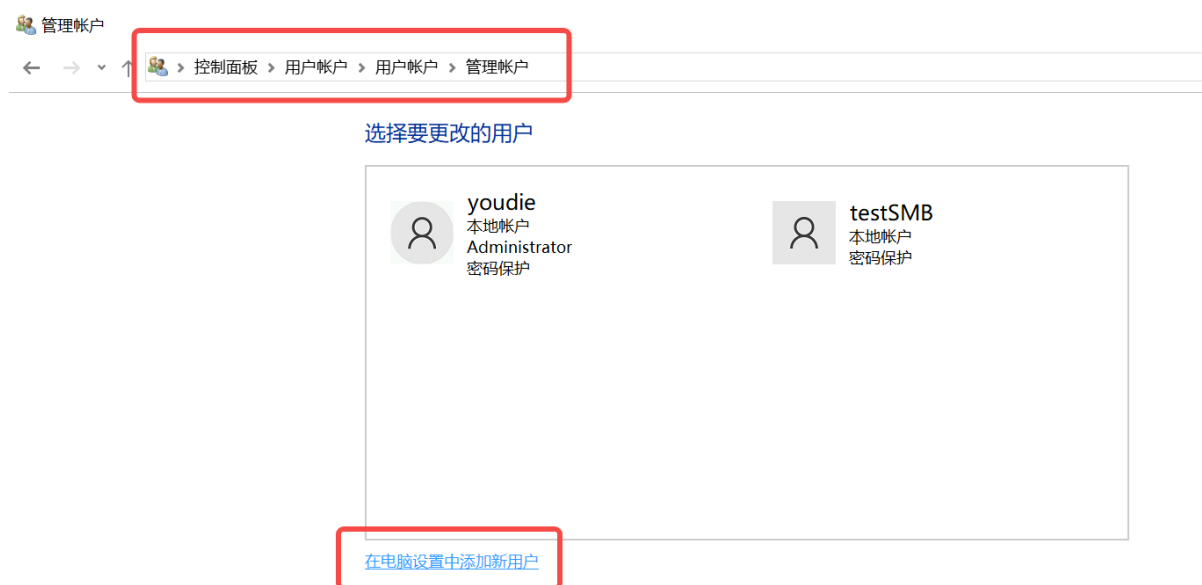 管理帐户
控制面板 > 用户帐户 > 用户帐户 > 管理帐户
选择要更改的用户
youdie
本地帐户
Administrator
密码保护
testSMB
本地帐户
密码保护
在电脑设置中添加新用户